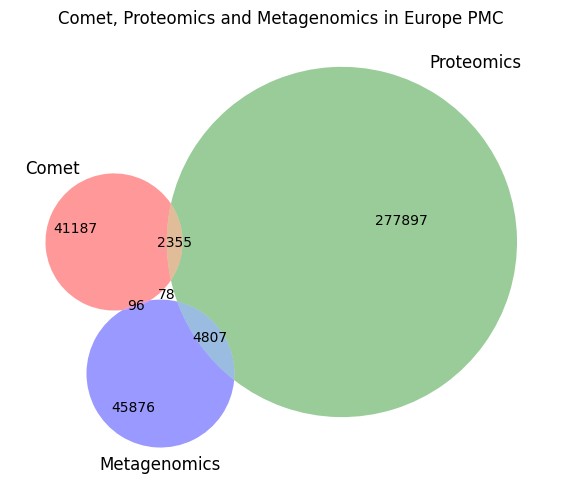 Comet, Proteomics and Metagenomics in Europe PMC
Proteomics
Comet
41187
277897
2355
78
96
4807
45876
Metagenomics